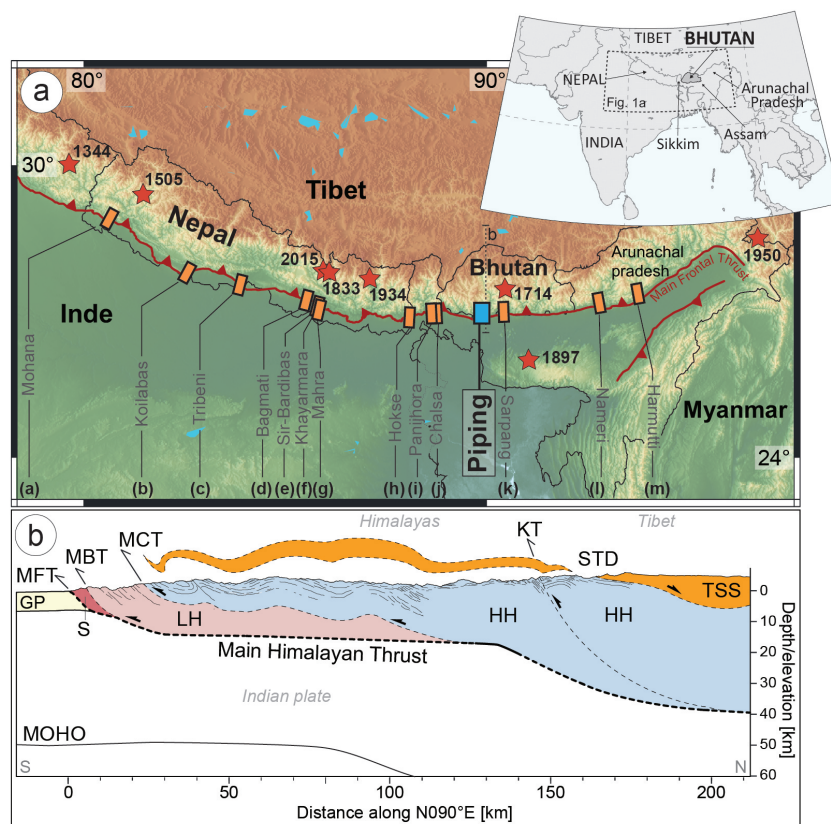 a
80°
90°
TIBET
BHUTAN
NEPAL
Arunachal
Pradesh
Fig. 1a
INDIA
Sikkim
Assam
30°
1344
1505
Tibet
Nepal
b
2015
1833
1934
Bhutan
1714
Arunachal
pradesh
Main Frontal Thrust
1950
Inde
1897
Myanmar
24°
Mohana
Koilabas
Tribeni
Bagmati
Sir-Bardibas
Khayarmara
Mahra
Hokse
Panjhora
Chalsa
Piping
Sarpang
Nameri
Harmutti
(a)
(b)
(c)
(d)
(e)
(f)
(g)
(h)
(i)
(j)
(k)
(l)
(m)
b
Himalayas
Tibet
MFT
MBT
MCT
KT
STD
TSS
GP
S
LH
HH
HH
Main Himalayan Thrust
Indian plate
MOHO
S
N
0
10
20
30
40
50
60
Depth/elevation [km]
0
50
100
150
200
Distance along N090°E [km]